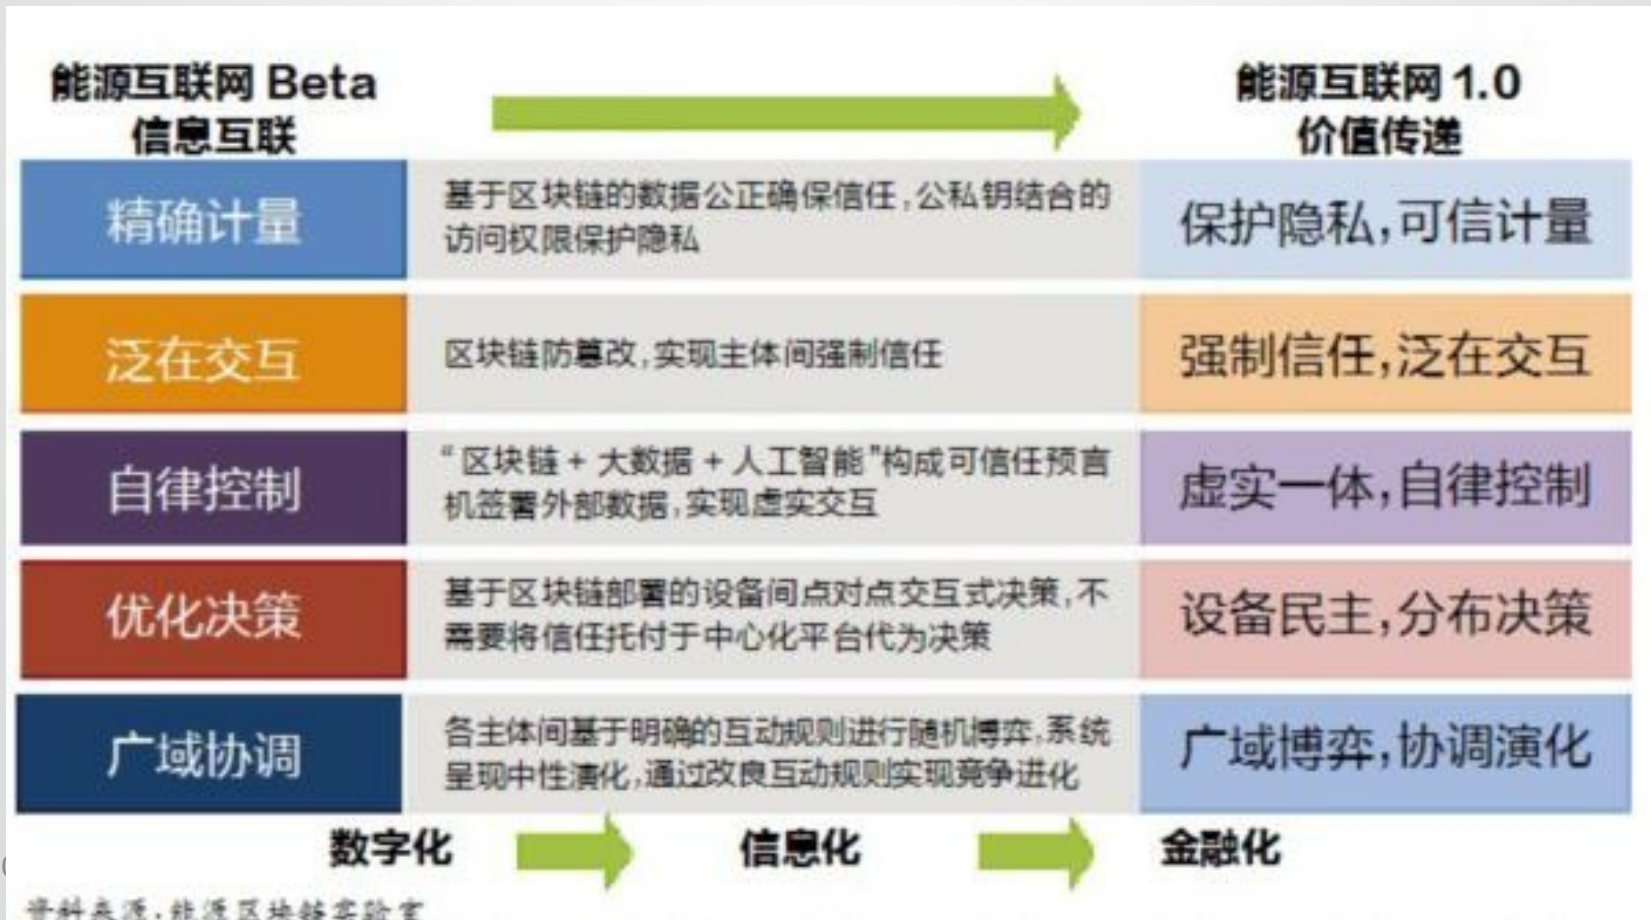 能源互联网 Beta
信息互联
能源互联网 1.0
价值传递
精确计量
基于区块链的数据公正确保信任,公私钥结合的
访问权限保护隐私
保护隐私,可信计量
泛在交互
区块链防篡改,实现主体间强制信任
强制信任,泛在交互
自律控制
“区块链 + 大数据 + 人工智能”构成可信任预言
机签署外部数据,实现虚实交互
虚实一体,自律控制
优化决策
基于区块链部署的设备间点对点交互式决策,不
需要将信任托付于中心化平台代为决策
设备民主,分布决策
广域协调
各主体间基于明确的互动规则进行随机博弈,系统
呈现中性演化,通过改良互动规则实现竞争进化
广域博弈,协调演化
数字化
信息化
金融化
资料来源:能源区块链实验室